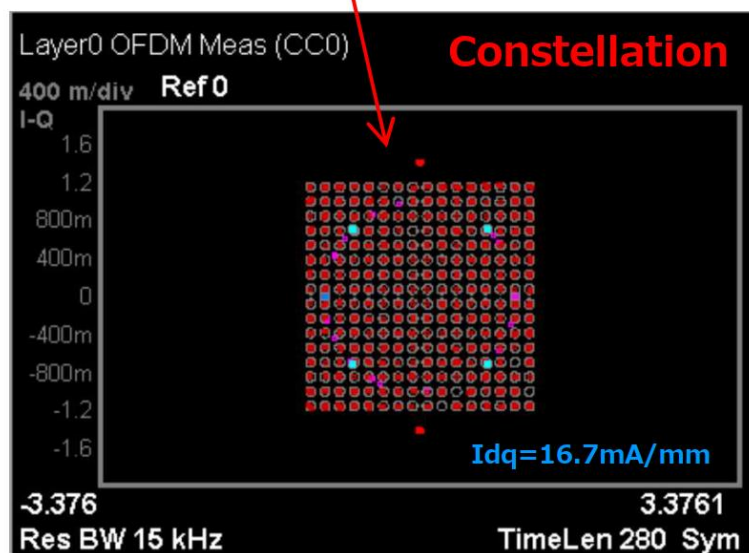 Layer0 OFDM Meas (CC0)
Constellation
400 m/div Ref 0
I-Q
1.6
1.2
800m
400m
0
-400m
-800m
-1.2
-1.6
Idq=16.7mA/mm
-3.376 3.3761
Res BW 15 kHz TimeLen 280 Sym